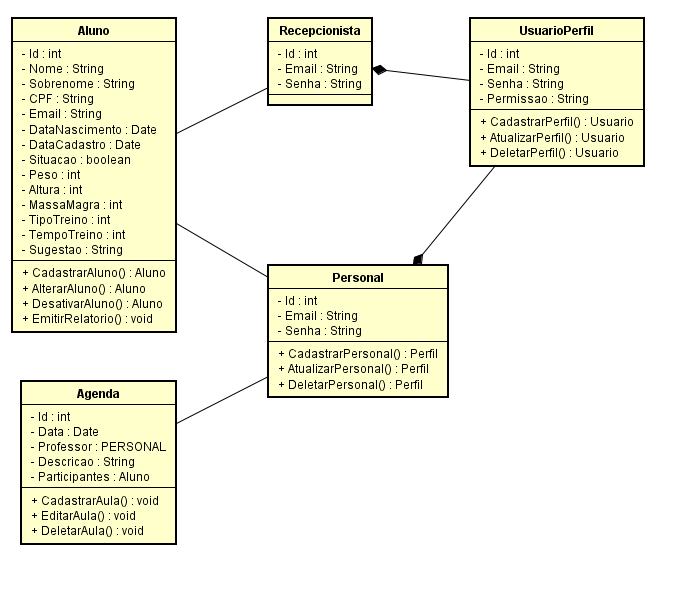 Aluno
- Id : int
- Nome : String
- Sobrenome : String
- CPF : String
- Email : String
- DataNascimento : Date
- DataCadastro : Date
- Situacao : boolean
- Peso : int
- Altura : int
- MassaMagra : int
- TipoTreino : int
- TempoTreino : int
- Sugestao : String
+ CadastrarAluno() : Aluno
+ AlterarAluno() : Aluno
+ DesativarAluno() : Aluno
+ EmitirRelatorio() : void
Recepcionista
- Id : int
- Email : String
- Senha : String
UsuarioPerfil
- Id : int
- Email : String
- Senha : String
- Permissao : String
+ CadastrarPerfil() : Usuario
+ AtualizarPerfil() : Usuario
+ DeletarPerfil() : Usuario
Personal
- Id : int
- Email : String
- Senha : String
+ CadastrarPersonal() : Perfil
+ AtualizarPersonal() : Perfil
+ DeletarPersonal() : Perfil
Agenda
- Id : int
- Data : Date
- Professor : PERSONAL
- Descricao : String
- Participantes : Aluno
+ CadastrarAula() : void
+ EditarAula() : void
+ DeletarAula() : void